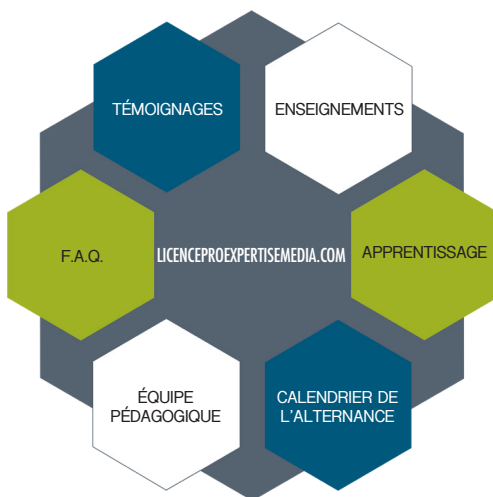 TÉMOIGNAGES
ENSEIGNEMENTS
F.A.Q.
LICENCEPROEXPERTISEMEDIA.COM
APPRENTISSAGE
ÉQUIPE
PÉDAGOGIQUE
CALENDRIER DE
L'ALTERNANCE